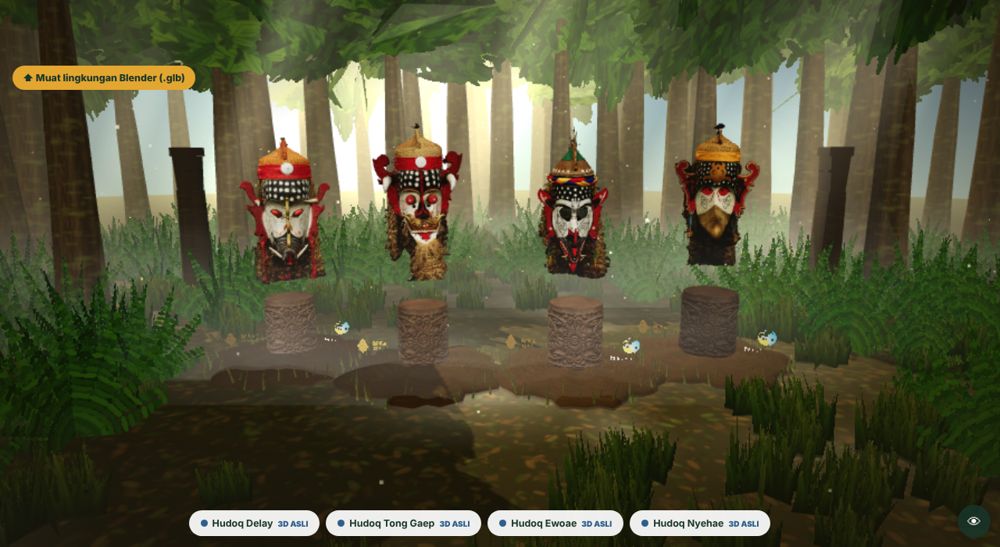 Muat lingkungan Blender (.glb)
Hudoq Delay 3D ASLI
Hudoq Tong Gaep 3D ASLI
Hudoq Ewoae 3D ASLI
Hudoq Nyehae 3D ASLI